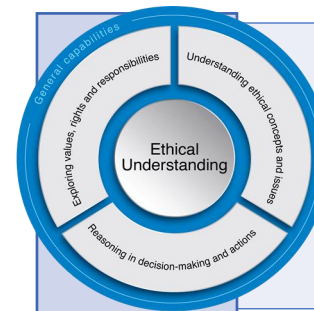 General capabilities
Exploring values, rights and responsibilities
Understanding ethical concepts and issues
Ethical
Understanding
Reasoning in decision-making and actions